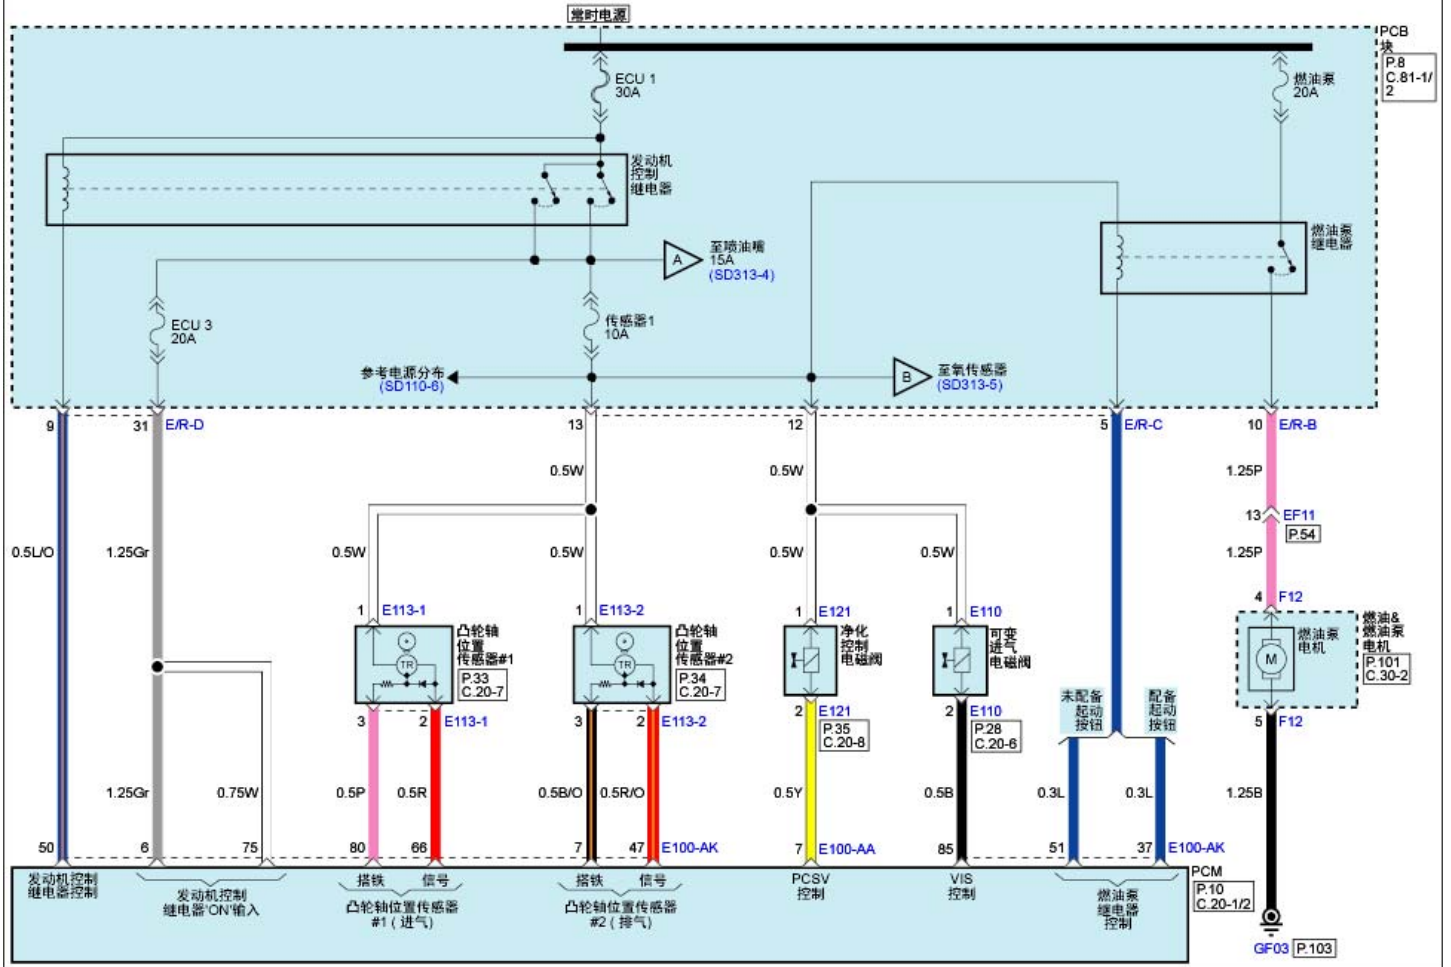 常时电源
PCB
块
P.8
C.81-1/
2
ECU 1
30A
燃油泵
20A
发动机
控制
继电器
燃油泵
继电器
A
至喷油嘴
15A
(SD313-4)
ECU 3
20A
传感器1
10A
参考电源分布
(SD110-6)
B
至氧传感器
(SD313-5)
9
31
E/R-D
13
12
5
E/R-C
10
E/R-B
0.5W
0.5W
1.25P
13
EF11
P.54
0.5L/O
1.25Gr
0.5W
0.5W
0.5W
0.5W
1.25P
1
E113-1
1
E113-2
1
E121
1
E110
4
F12
凸轮轴
位置
传感器#1
P.33
C.20-7
TR
凸轮轴
位置
传感器#2
P.34
C.20-7
TR
净化
控制
电磁阀
可变
进气
电磁阀
燃油泵
电机
M
燃油&
燃油泵
电机
P.101
C.30-2
3
2
E113-1
3
2
E113-2
2
E121
P.35
C.20-8
2
E110
P.28
C.20-6
未配备
起动
按钮
配备
起动
按钮
5
F12
1.25Gr
0.75W
0.5P
0.5R
0.5B/O
0.5R/O
0.5Y
0.5B
0.3L
0.3L
1.25B
50
6
75
80
66
7
47
E100-AK
7
E100-AA
85
51
37
E100-AK
PCM
P.10
C.20-1/2
发动机控制
继电器控制
发动机控制
继电器'ON'输入
搭铁
信号
凸轮轴位置传感器
#1 ( 进气)
搭铁
信号
凸轮轴位置传感器
#2 ( 排气)
PCSV
控制
VIS
控制
燃油泵
继电器
控制
GF03
P.103